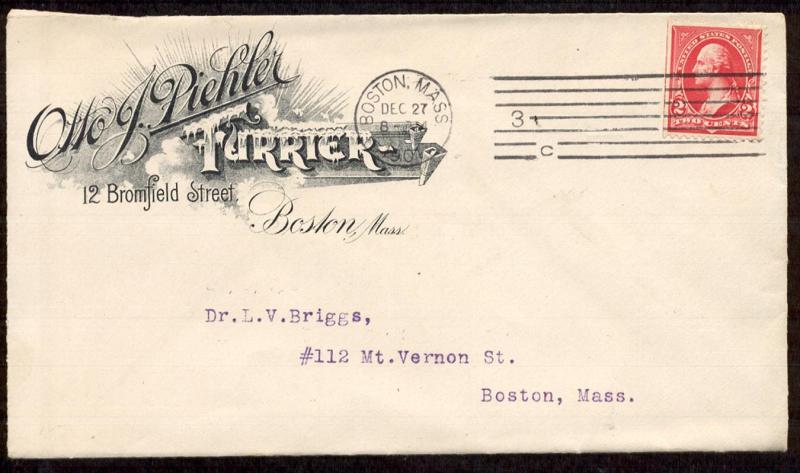 Otto J. Piehler
FURRIER
12 Bromfield Street.
Boston, Mass.
BOSTON, MASS.
DEC 27
3
C
UNITED STATES POSTAGE
2 2
TWO CENTS
Dr.L.V.Briggs,
#112 Mt.Vernon St.
Boston, Mass.